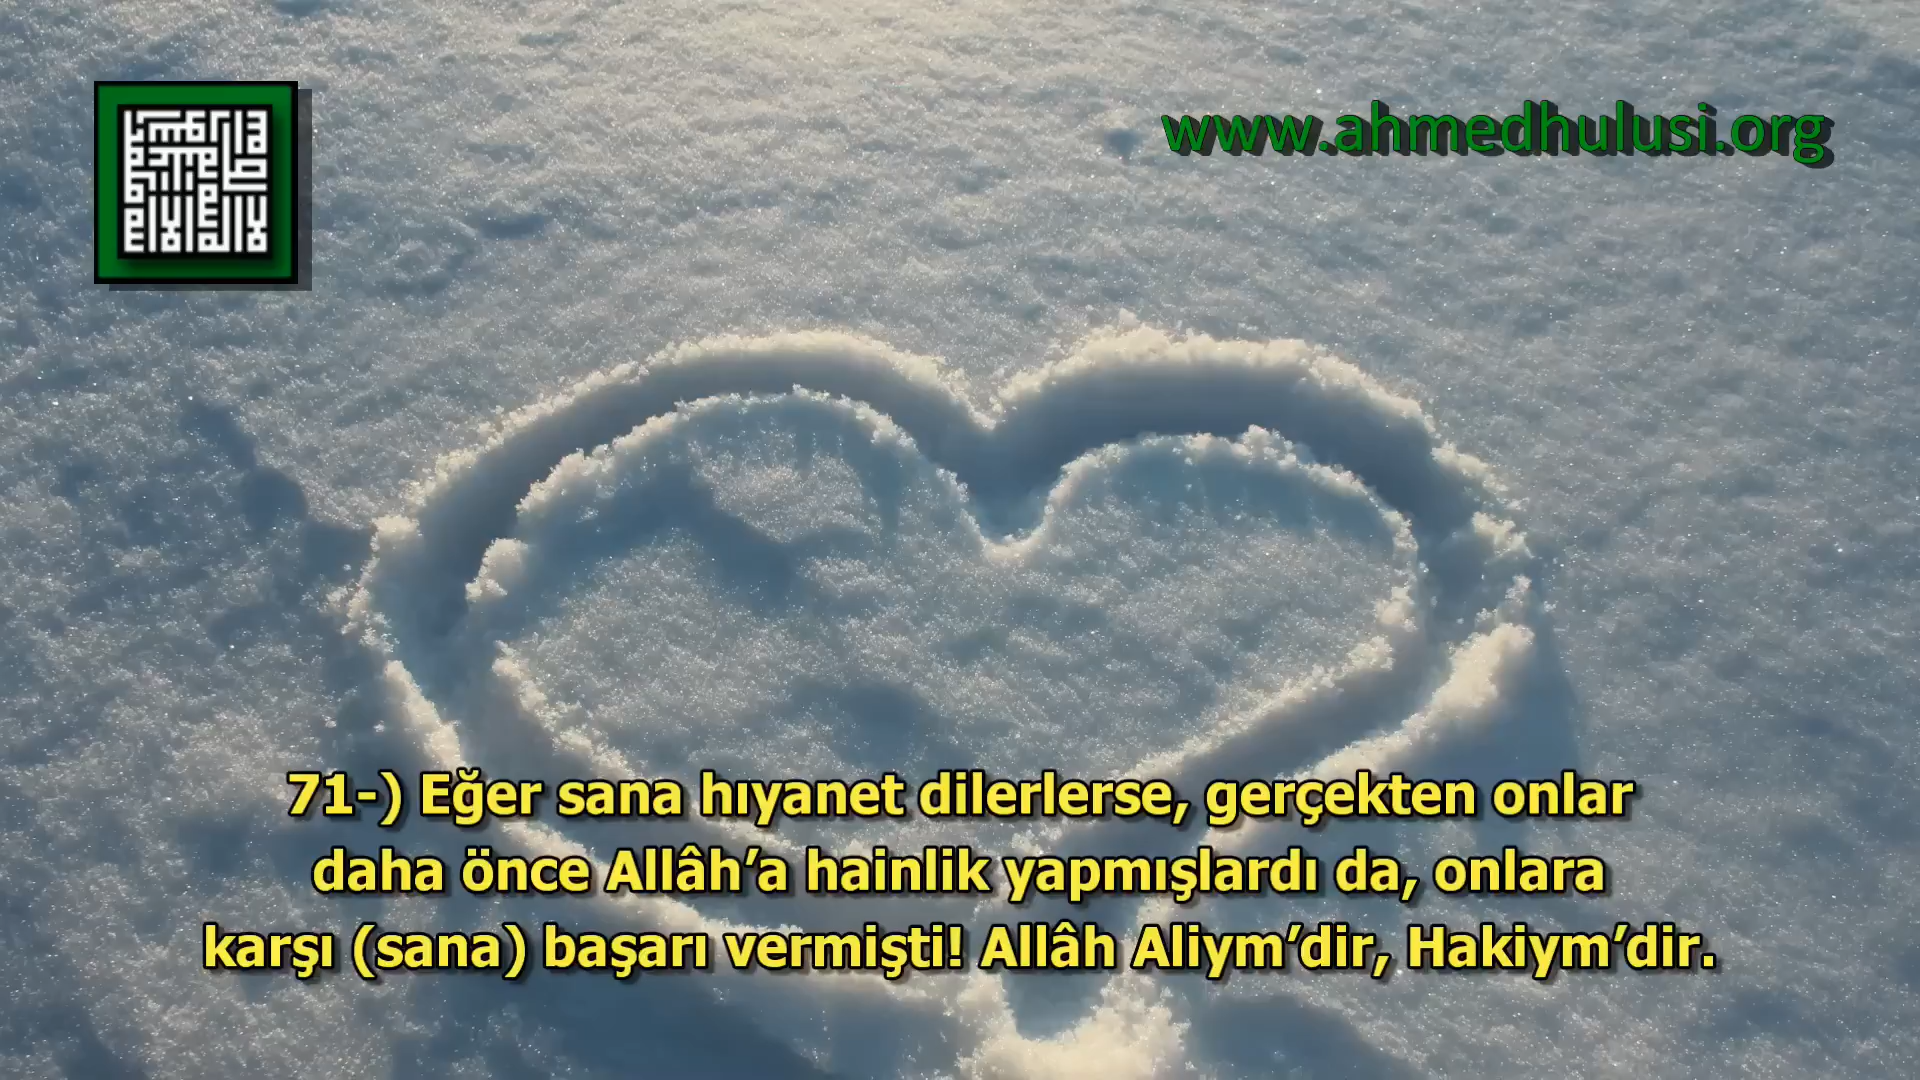 www.ahmedhulusi.org
71-) Eğer sana hıyanet dilerlerse, gerçekten onlar
daha önce Allâh’a hainlik yapmışlardı da, onlara
karşı (sana) başarı vermişti! Allâh Aliym’dir, Hakiym’dir.